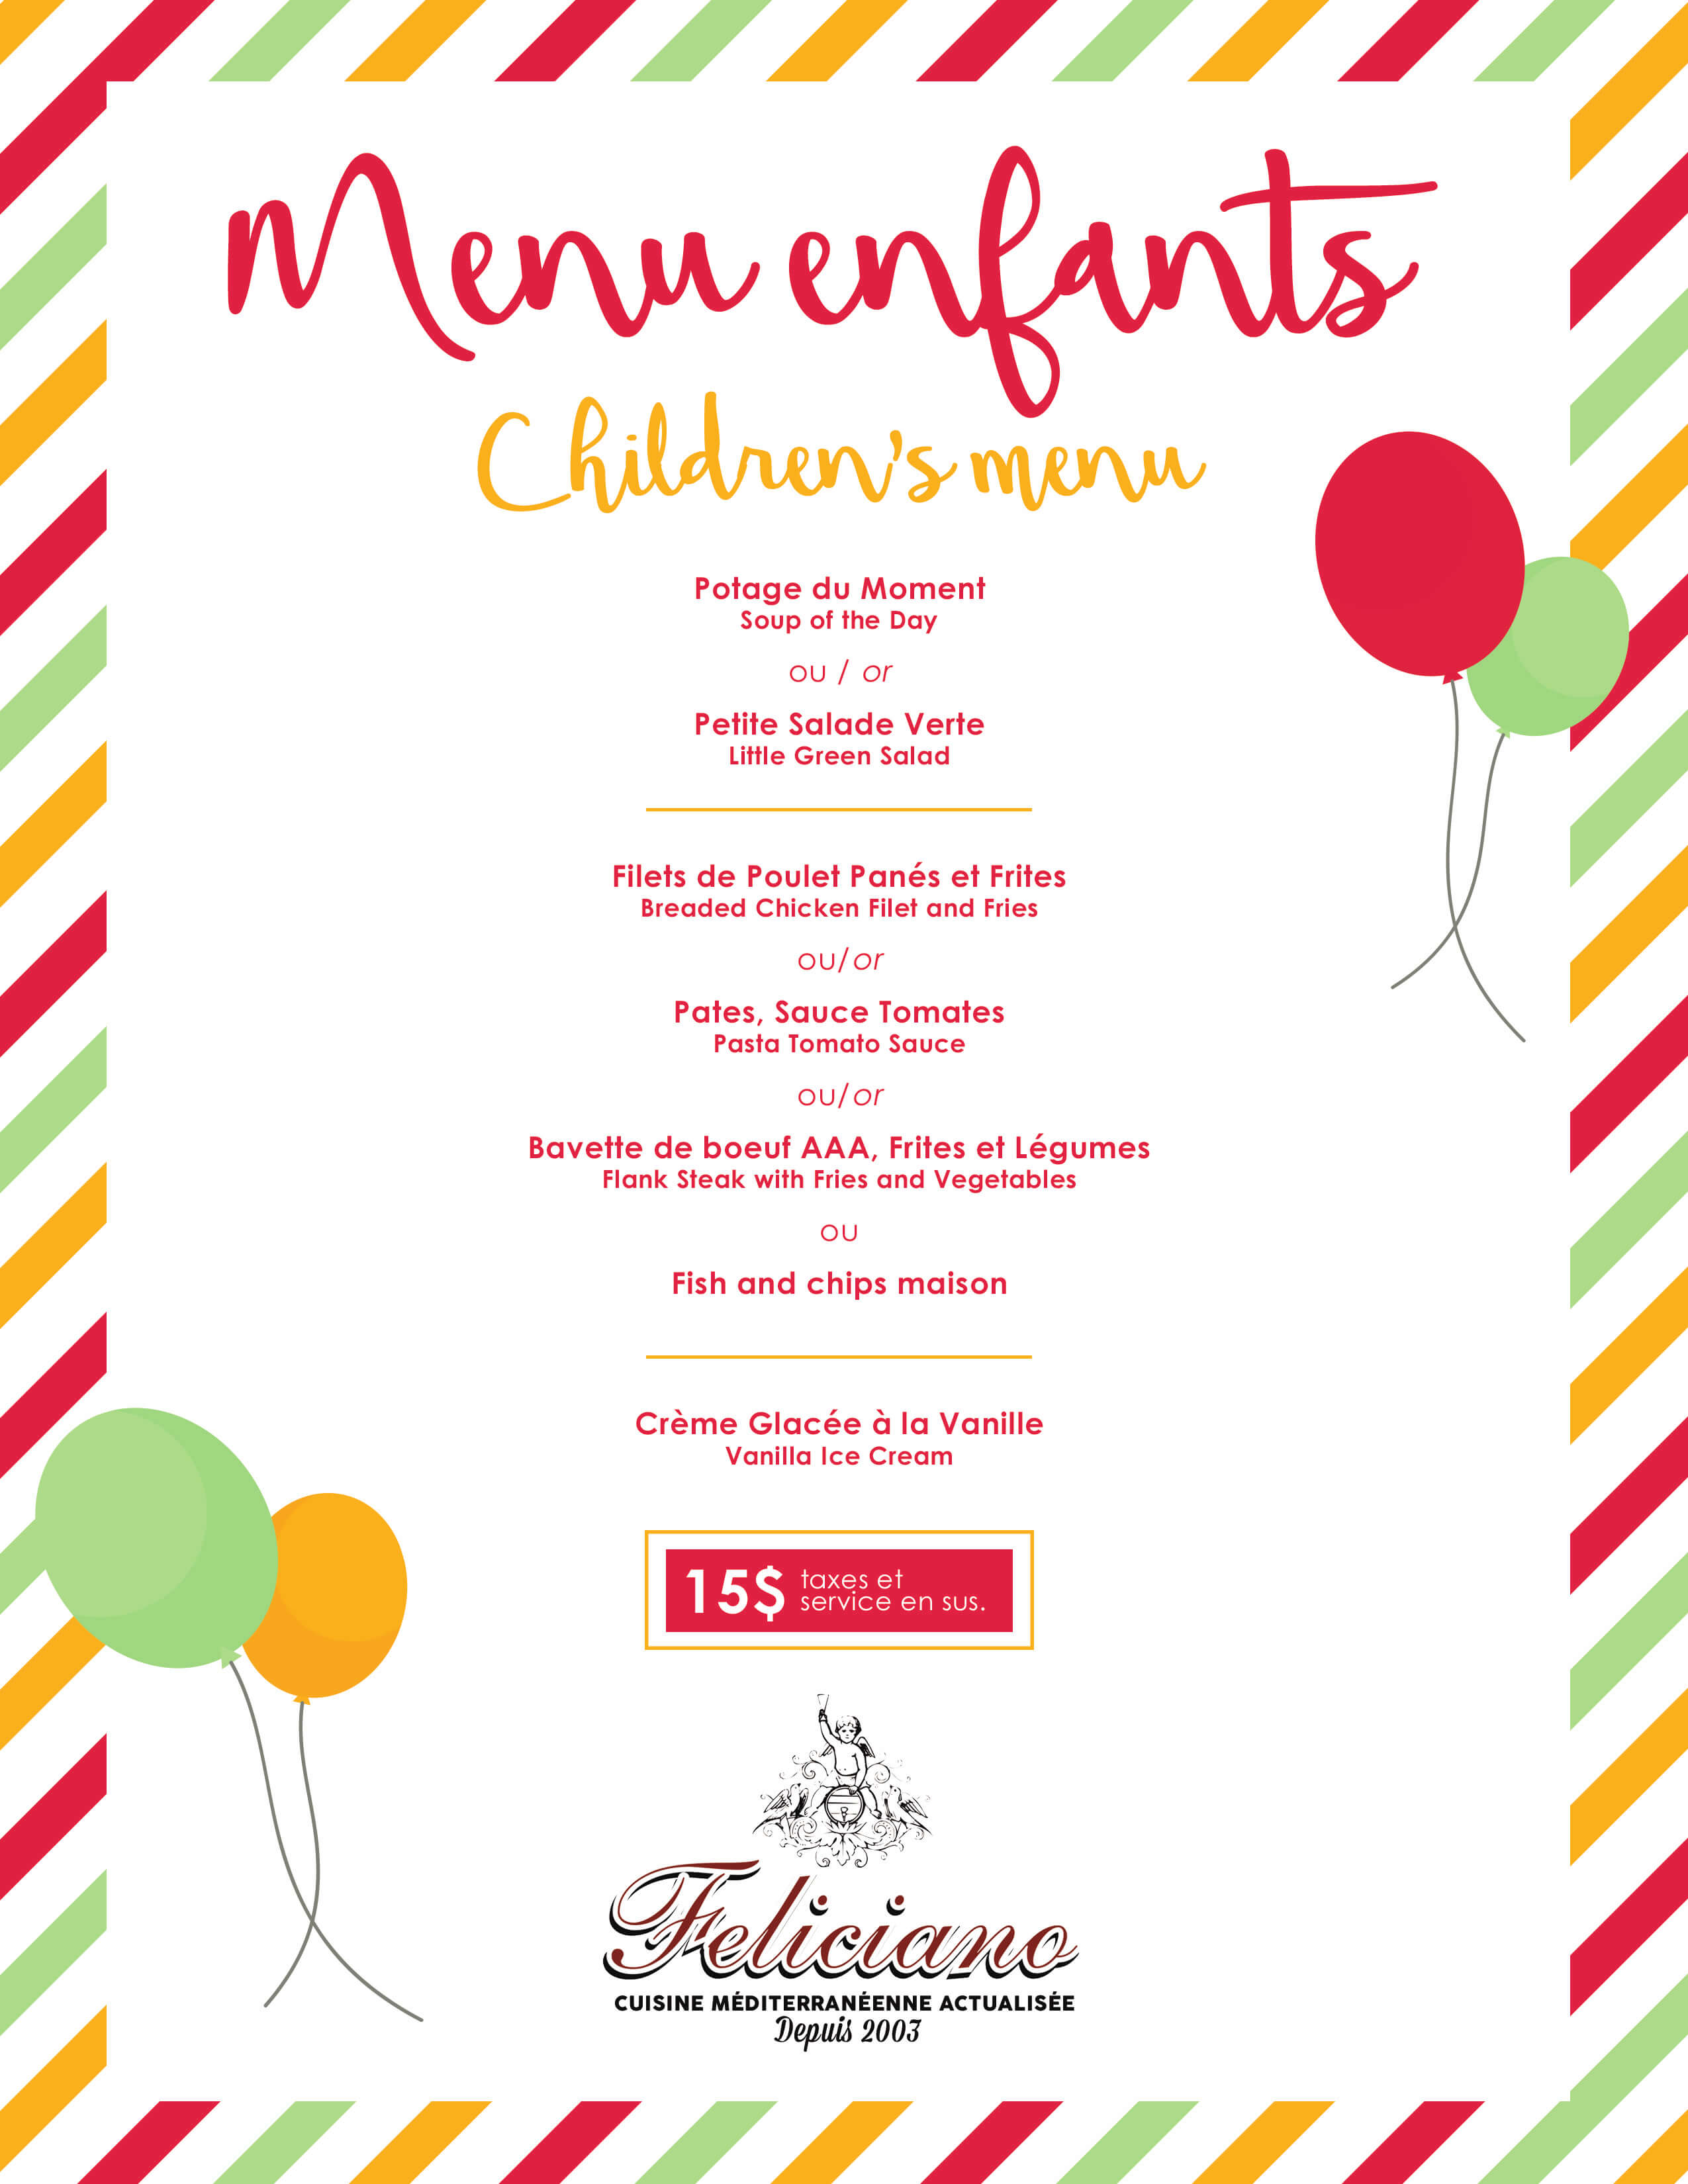 Menu enfants
Children's menu
Potage du Moment
Soup of the Day
ou / or
Petite Salade Verte
Little Green Salad
Filets de Poulet Panés et Frites
Breaded Chicken Filet and Fries
ou/or
Pates, Sauce Tomates
Pasta Tomato Sauce
ou/or
Bavette de boeuf AAA, Frites et Légumes
Flank Steak with Fries and Vegetables
ou
Fish and chips maison
Crème Glacée à la Vanille
Vanilla Ice Cream
15$ taxes et
service en sus.
Feliciano
CUISINE MÉDITERRANÉENNE ACTUALISÉE
Depuis 2003